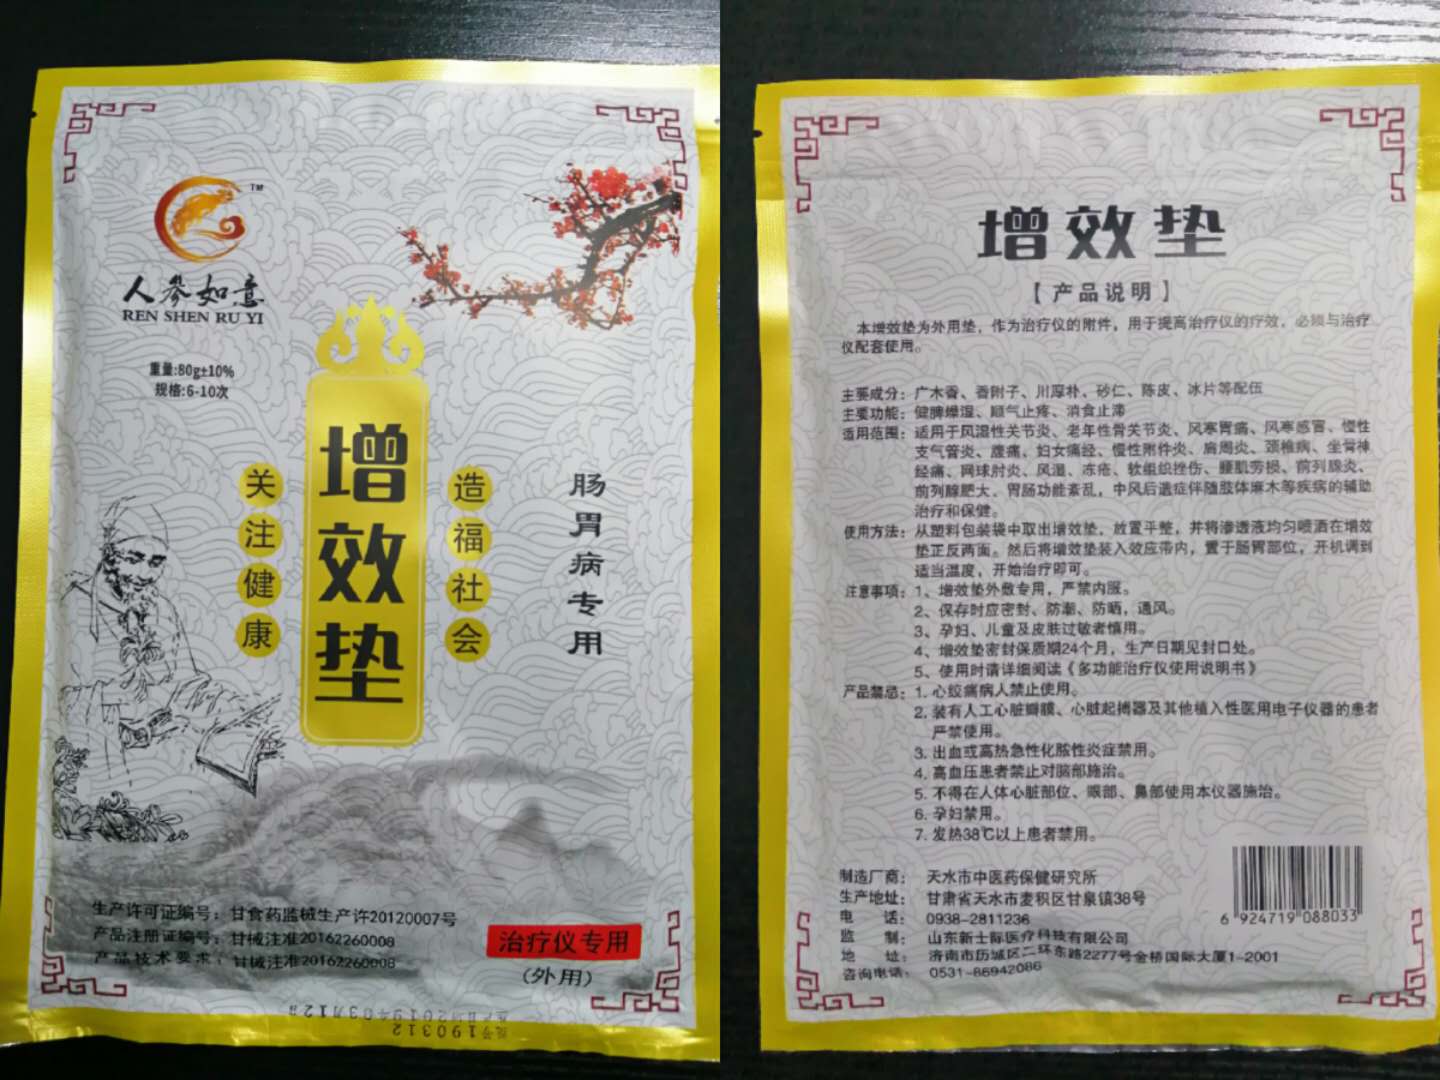 TM
人参如意
REN SHEN RU YI
重量:80g±10%
规格:6-10次
增效垫
关注健康
造福社会
肠胃病专用
生产许可证编号：甘食药监械生产许20120007号
产品注册证编号：甘械注准20162260008
产品技术要求：甘械注准20162260008
治疗仪专用
(外用)
生产日期2019年03月12日
批号190312
增效垫
【产品说明】
本增效垫为外用垫，作为治疗仪的附件，用于提高治疗仪的疗效，必须与治疗
仪配套使用。
主要成分：广木香、香附子、川厚朴、砂仁、陈皮、冰片等配伍
主要功能：健脾燥湿、顺气止疼、消食止滞
适用范围：适用于风湿性关节炎、老年性骨关节炎、风寒胃痛、风寒感冒、慢性
支气管炎、腹痛、妇女痛经、慢性附件炎、肩周炎、颈椎病、坐骨神
经痛、网球肘炎、风湿、冻疮、软组织挫伤、腰肌劳损、前列腺炎、
前列腺肥大、胃肠功能紊乱，中风后遗症伴随肢体麻木等疾病的辅助
治疗和保健。
使用方法：从塑料包装袋中取出增效垫，放置平整，并将渗透液均匀喷洒在增效
垫正反两面。然后将增效垫装入效应带内，置于肠胃部位，开机调到
适当温度，开始治疗即可。
注意事项：1、增效垫外敷专用，严禁内服。
2、保存时应密封、防潮、防晒，通风。
3、孕妇、儿童及皮肤过敏者慎用。
4、增效垫密封保质期24个月，生产日期见封口处。
5、使用时请详细阅读《多功能治疗仪使用说明书》
产品禁忌：1. 心绞痛病人禁止使用。
2. 装有人工心脏瓣膜、心脏起搏器及其他植入性医用电子仪器的患者
严禁使用。
3. 出血或高热急性化脓性炎症禁用。
4. 高血压患者禁止对脑部施治。
5. 不得在人体心脏部位、眼部、鼻部使用本仪器施治。
6. 孕妇禁用。
7. 发热38℃以上患者禁用。
制造厂商：天水市中医药保健研究所
生产地址：甘肃省天水市麦积区甘泉镇38号
电 话：0938-2811236
监 制：山东新士际医疗科技有限公司
地 址：济南市历城区二环东路2277号金桥国际大厦1-2001
咨询电话：0531-86942086
6 924719 088033